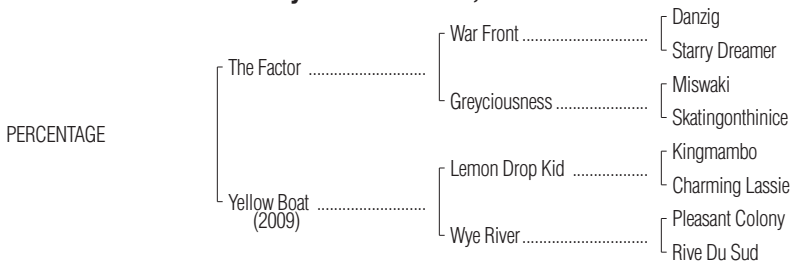 Danzig
War Front ..............................
Starry Dreamer
The Factor ............................
Miswaki
Greyciousness ......................
Skatingonthinice
PERCENTAGE
Kingmambo
Lemon Drop Kid ..................
Charming Lassie
Yellow Boat ..........................
(2009)
Pleasant Colony
Wye River..............................
Rive Du Sud